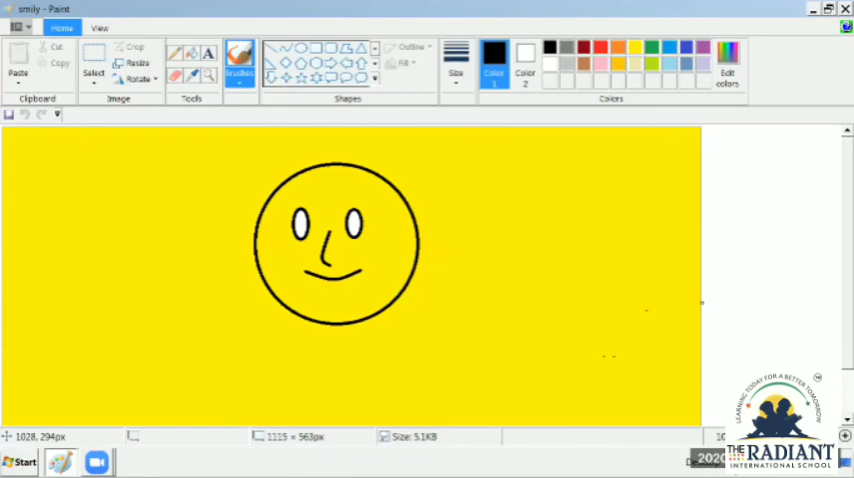 smily - Paint
Home View
Paste
Cut
Copy
Clipboard
Select
Crop
Resize
Rotate
Image
A
Tools
Brushes
Outline
Fill
Shapes
Size
Color 1
Color 2
Edit colors
Colors
1028, 294px
1115 × 563px
Size: 5.1KB
Start
2020
LEARNING TODAY FOR A BETTER TOMORROW
THE RADIANT
INTERNATIONAL SCHOOL